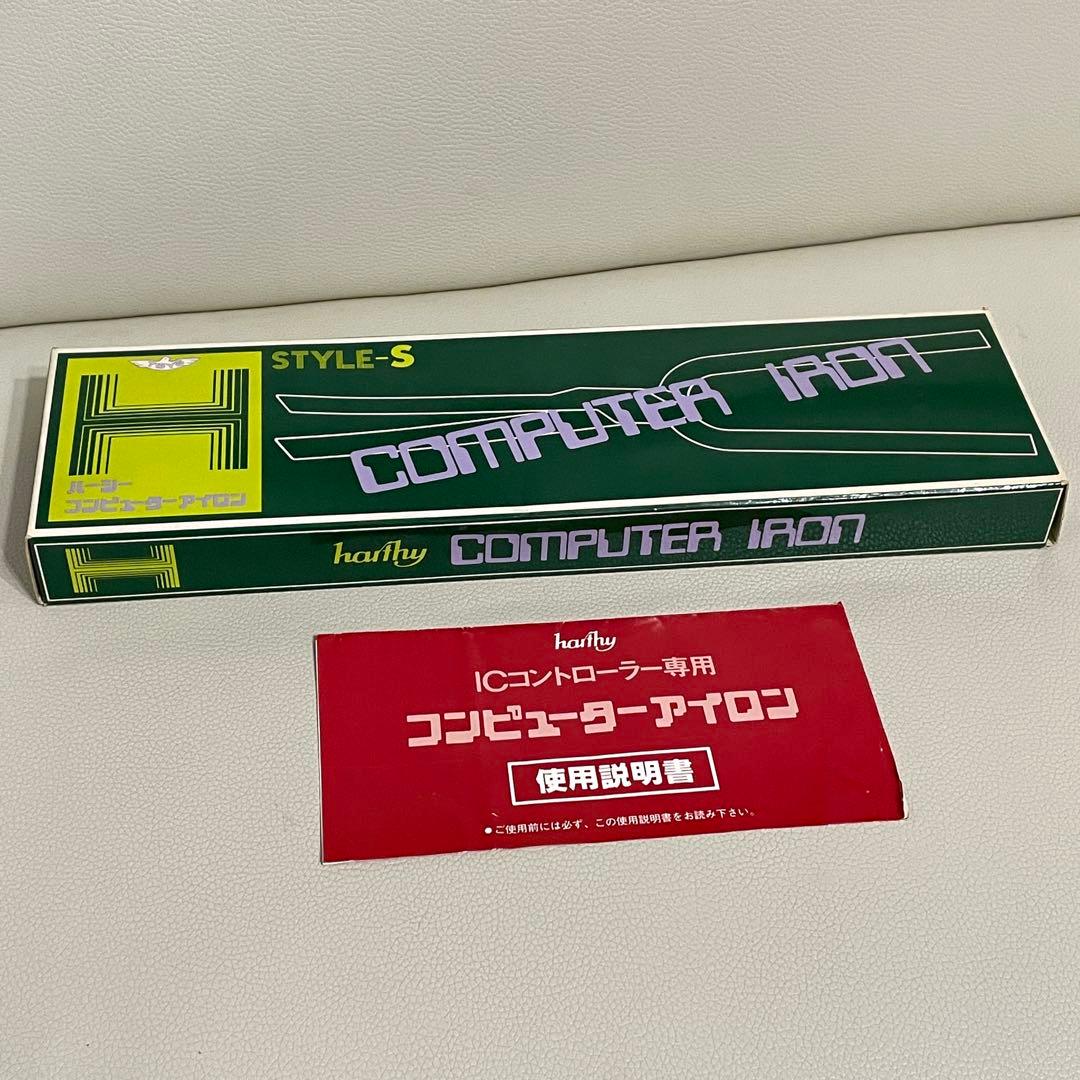 STYLE-S
COMPUTER IRON
ハーシー
コンピューターアイロン
harthy COMPUTER IRON
harthy
ICコントローラー専用
コンピューターアイロン
使用説明書
●ご使用前には必ず、この使用説明書をお読み下さい。